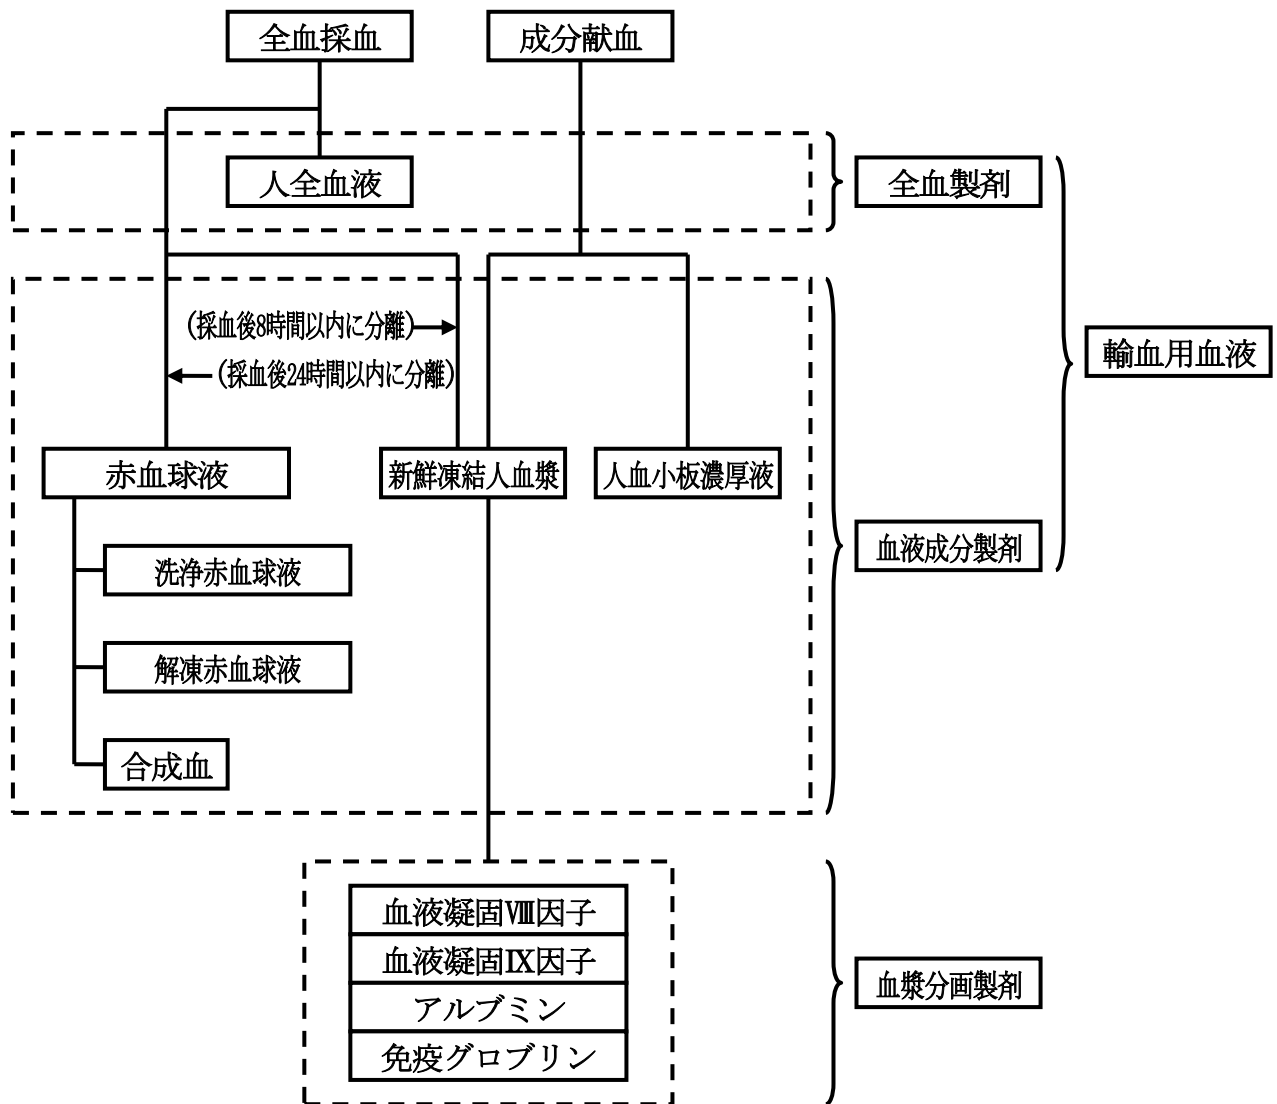 全血採血
成分献血
人全血液
全血製剤
(採血後8時間以内に分離)
(採血後24時間以内に分離)
輸血用血液
赤血球液
新鮮凍結人血漿
人血小板濃厚液
血液成分製剤
洗浄赤血球液
解凍赤血球液
合成血
血液凝固Ⅷ因子
血液凝固Ⅸ因子
アルブミン
免疫グロブリン
血漿分画製剤